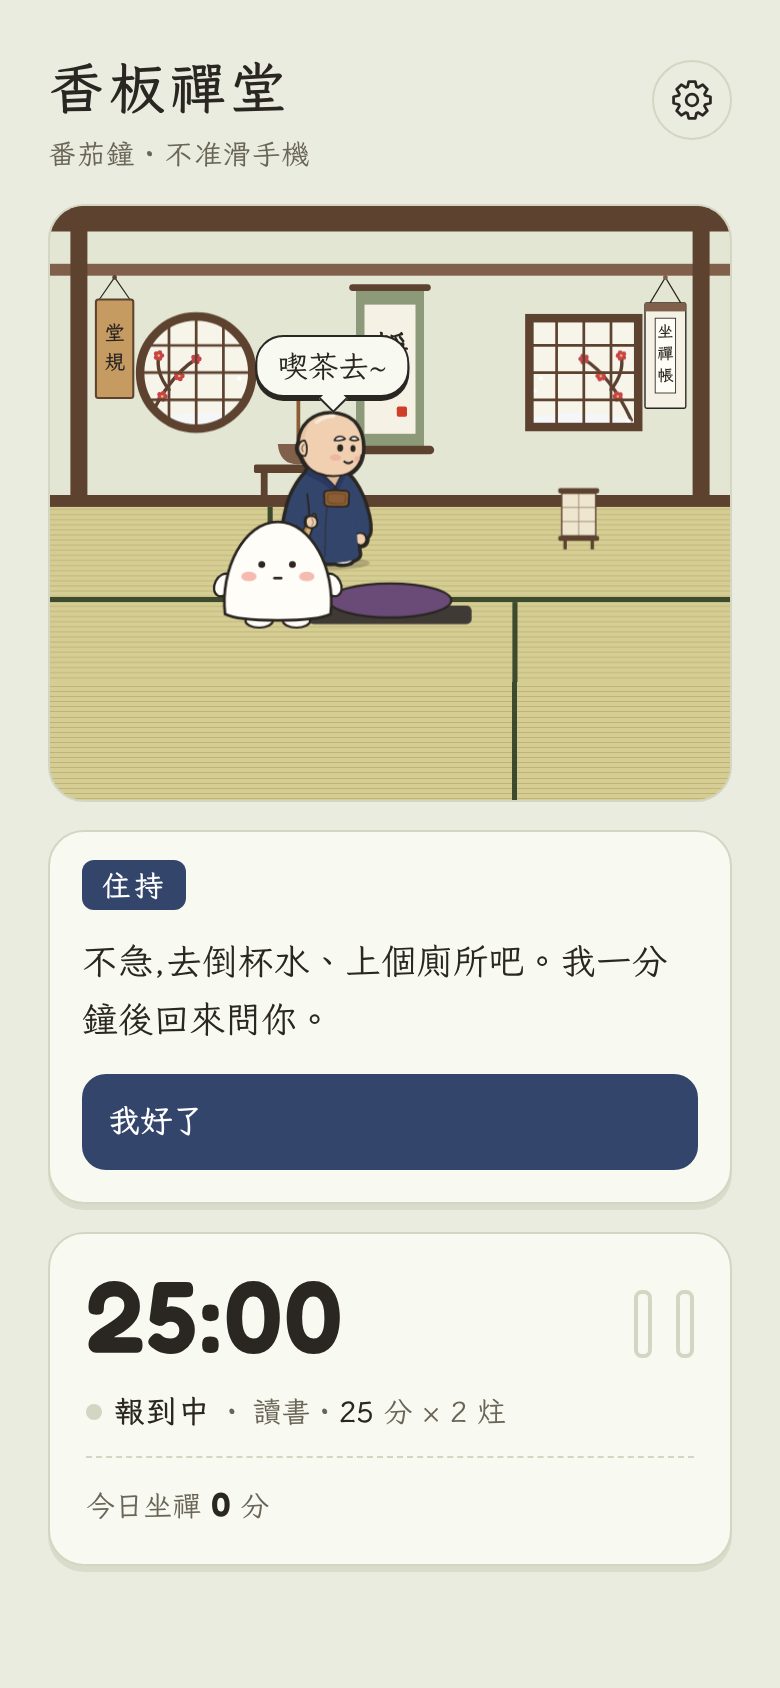 香板禪堂
番茄鐘・不准滑手機
堂規
喫茶去~
坐禪帳
住持
不急,去倒杯水、上個廁所吧。我一分
鐘後回來問你。
我好了
25:00
報到中 · 讀書・25 分 × 2 炷
今日坐禪 0 分